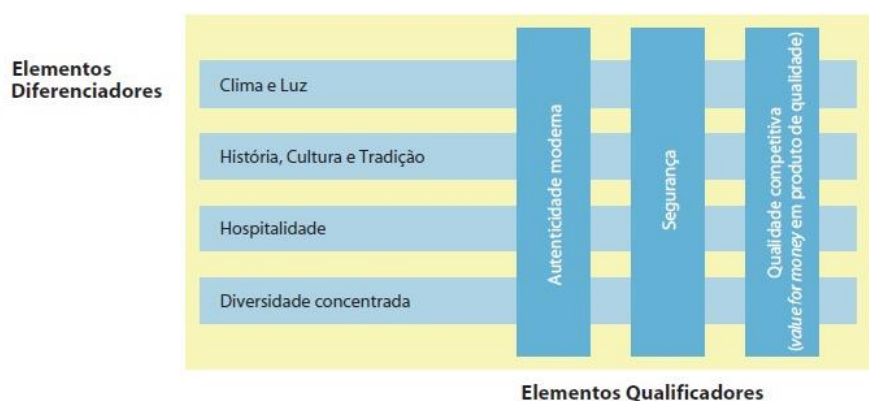 Elementos
Diferenciadores
Clima e Luz
História, Cultura e Tradição
Hospitalidade
Diversidade concentrada
Autenticidade moderna
Segurança
Qualidade competitiva
(value for money em produto de qualidade)
Elementos Qualificadores